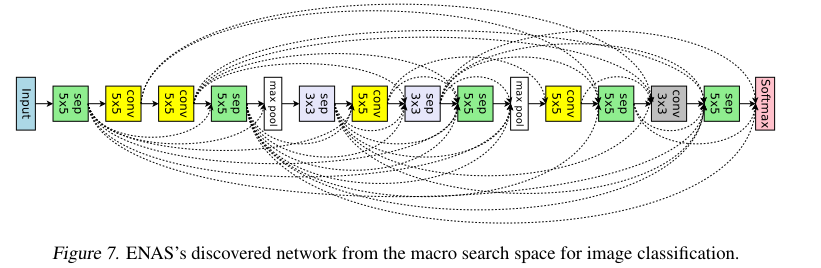 Input
sep
5x5
conv
5x5
conv
5x5
sep
5x5
max pool
sep
3x3
conv
5x5
sep
3x3
sep
5x5
max pool
conv
5x5
sep
5x5
conv
3x3
sep
5x5
Softmax
Figure 7. ENAS's discovered network from the macro search space for image classification.